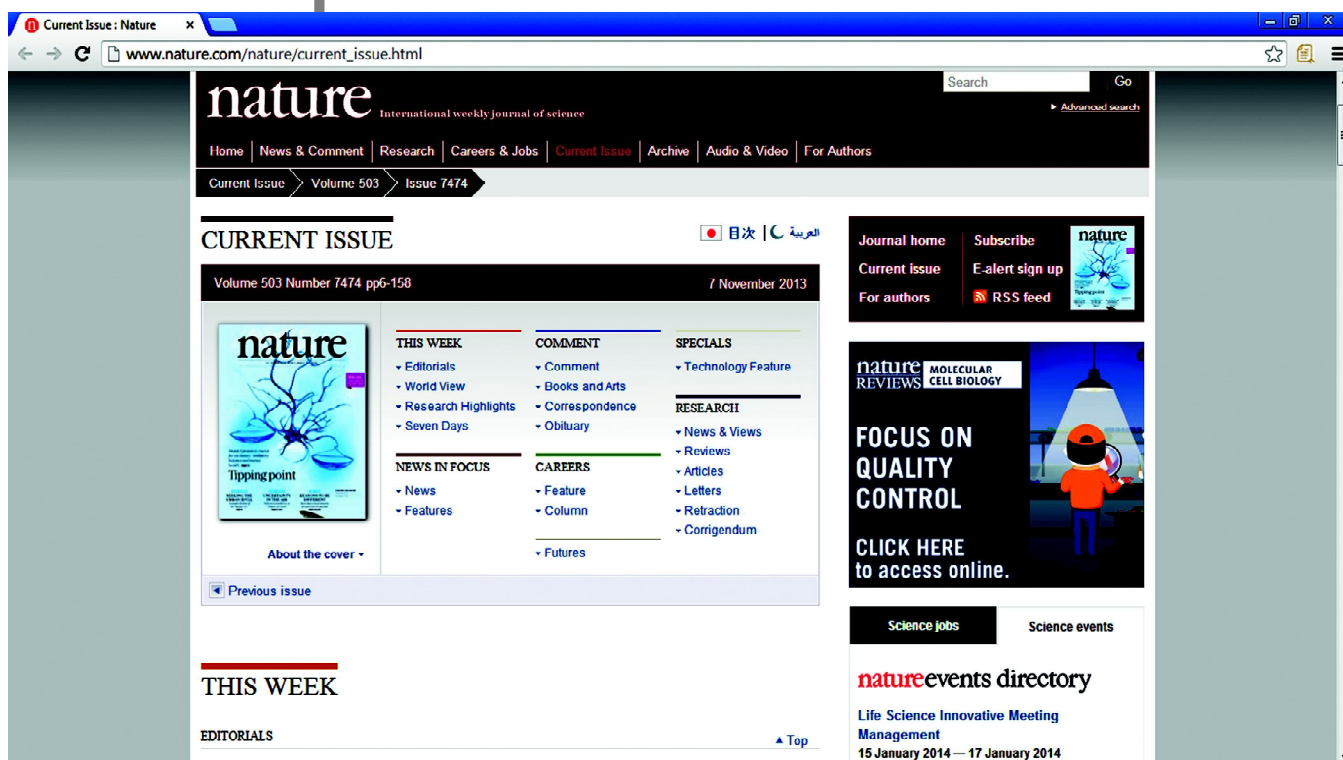 Current Issue : Nature
www.nature.com/nature/current_issue.html
nature International weekly journal of science
Search Go
Advanced search
Home News & Comment Research Careers & Jobs Current Issue Archive Audio & Video For Authors
Current Issue Volume 503 Issue 7474
CURRENT ISSUE
目次 العربية
Volume 503 Number 7474 pp6-158 7 November 2013
nature
Tipping point
About the cover
THIS WEEK
Editorials
World View
Research Highlights
Seven Days
NEWS IN FOCUS
News
Features
COMMENT
Comment
Books and Arts
Correspondence
Obituary
CAREERS
Feature
Column
Futures
SPECIALS
Technology Feature
RESEARCH
News & Views
Reviews
Articles
Letters
Retraction
Corrigendum
Previous issue
THIS WEEK
EDITORIALS
Top
Journal home
Current issue
For authors
Subscribe
E-alert sign up
RSS feed
nature
Tipping point
nature
REVIEWS
MOLECULAR
CELL BIOLOGY
FOCUS ON
QUALITY
CONTROL
CLICK HERE
to access online.
Science jobs Science events
natureevents directory
Life Science Innovative Meeting
Management
15 January 2014 — 17 January 2014